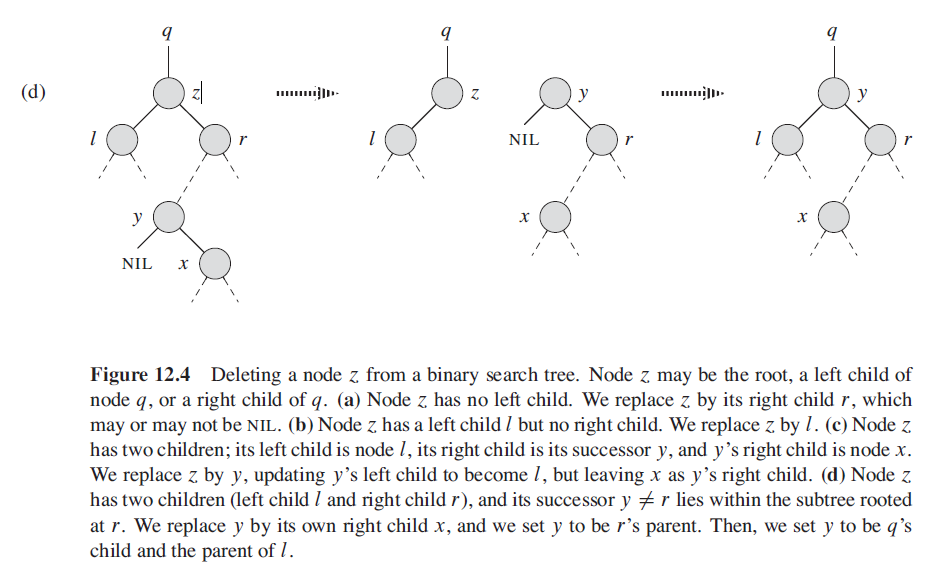 q q q
(d) z z y y
l r l NIL r l r
y x x
NIL x
Figure 12.4 Deleting a node z from a binary search tree. Node z may be the root, a left child of
node q, or a right child of q. (a) Node z has no left child. We replace z by its right child r, which
may or may not be NIL. (b) Node z has a left child l but no right child. We replace z by l. (c) Node z
has two children; its left child is node l, its right child is its successor y, and y’s right child is node x.
We replace z by y, updating y’s left child to become l, but leaving x as y’s right child. (d) Node z
has two children (left child l and right child r), and its successor y ≠ r lies within the subtree rooted
at r. We replace y by its own right child x, and we set y to be r’s parent. Then, we set y to be q’s
child and the parent of l.